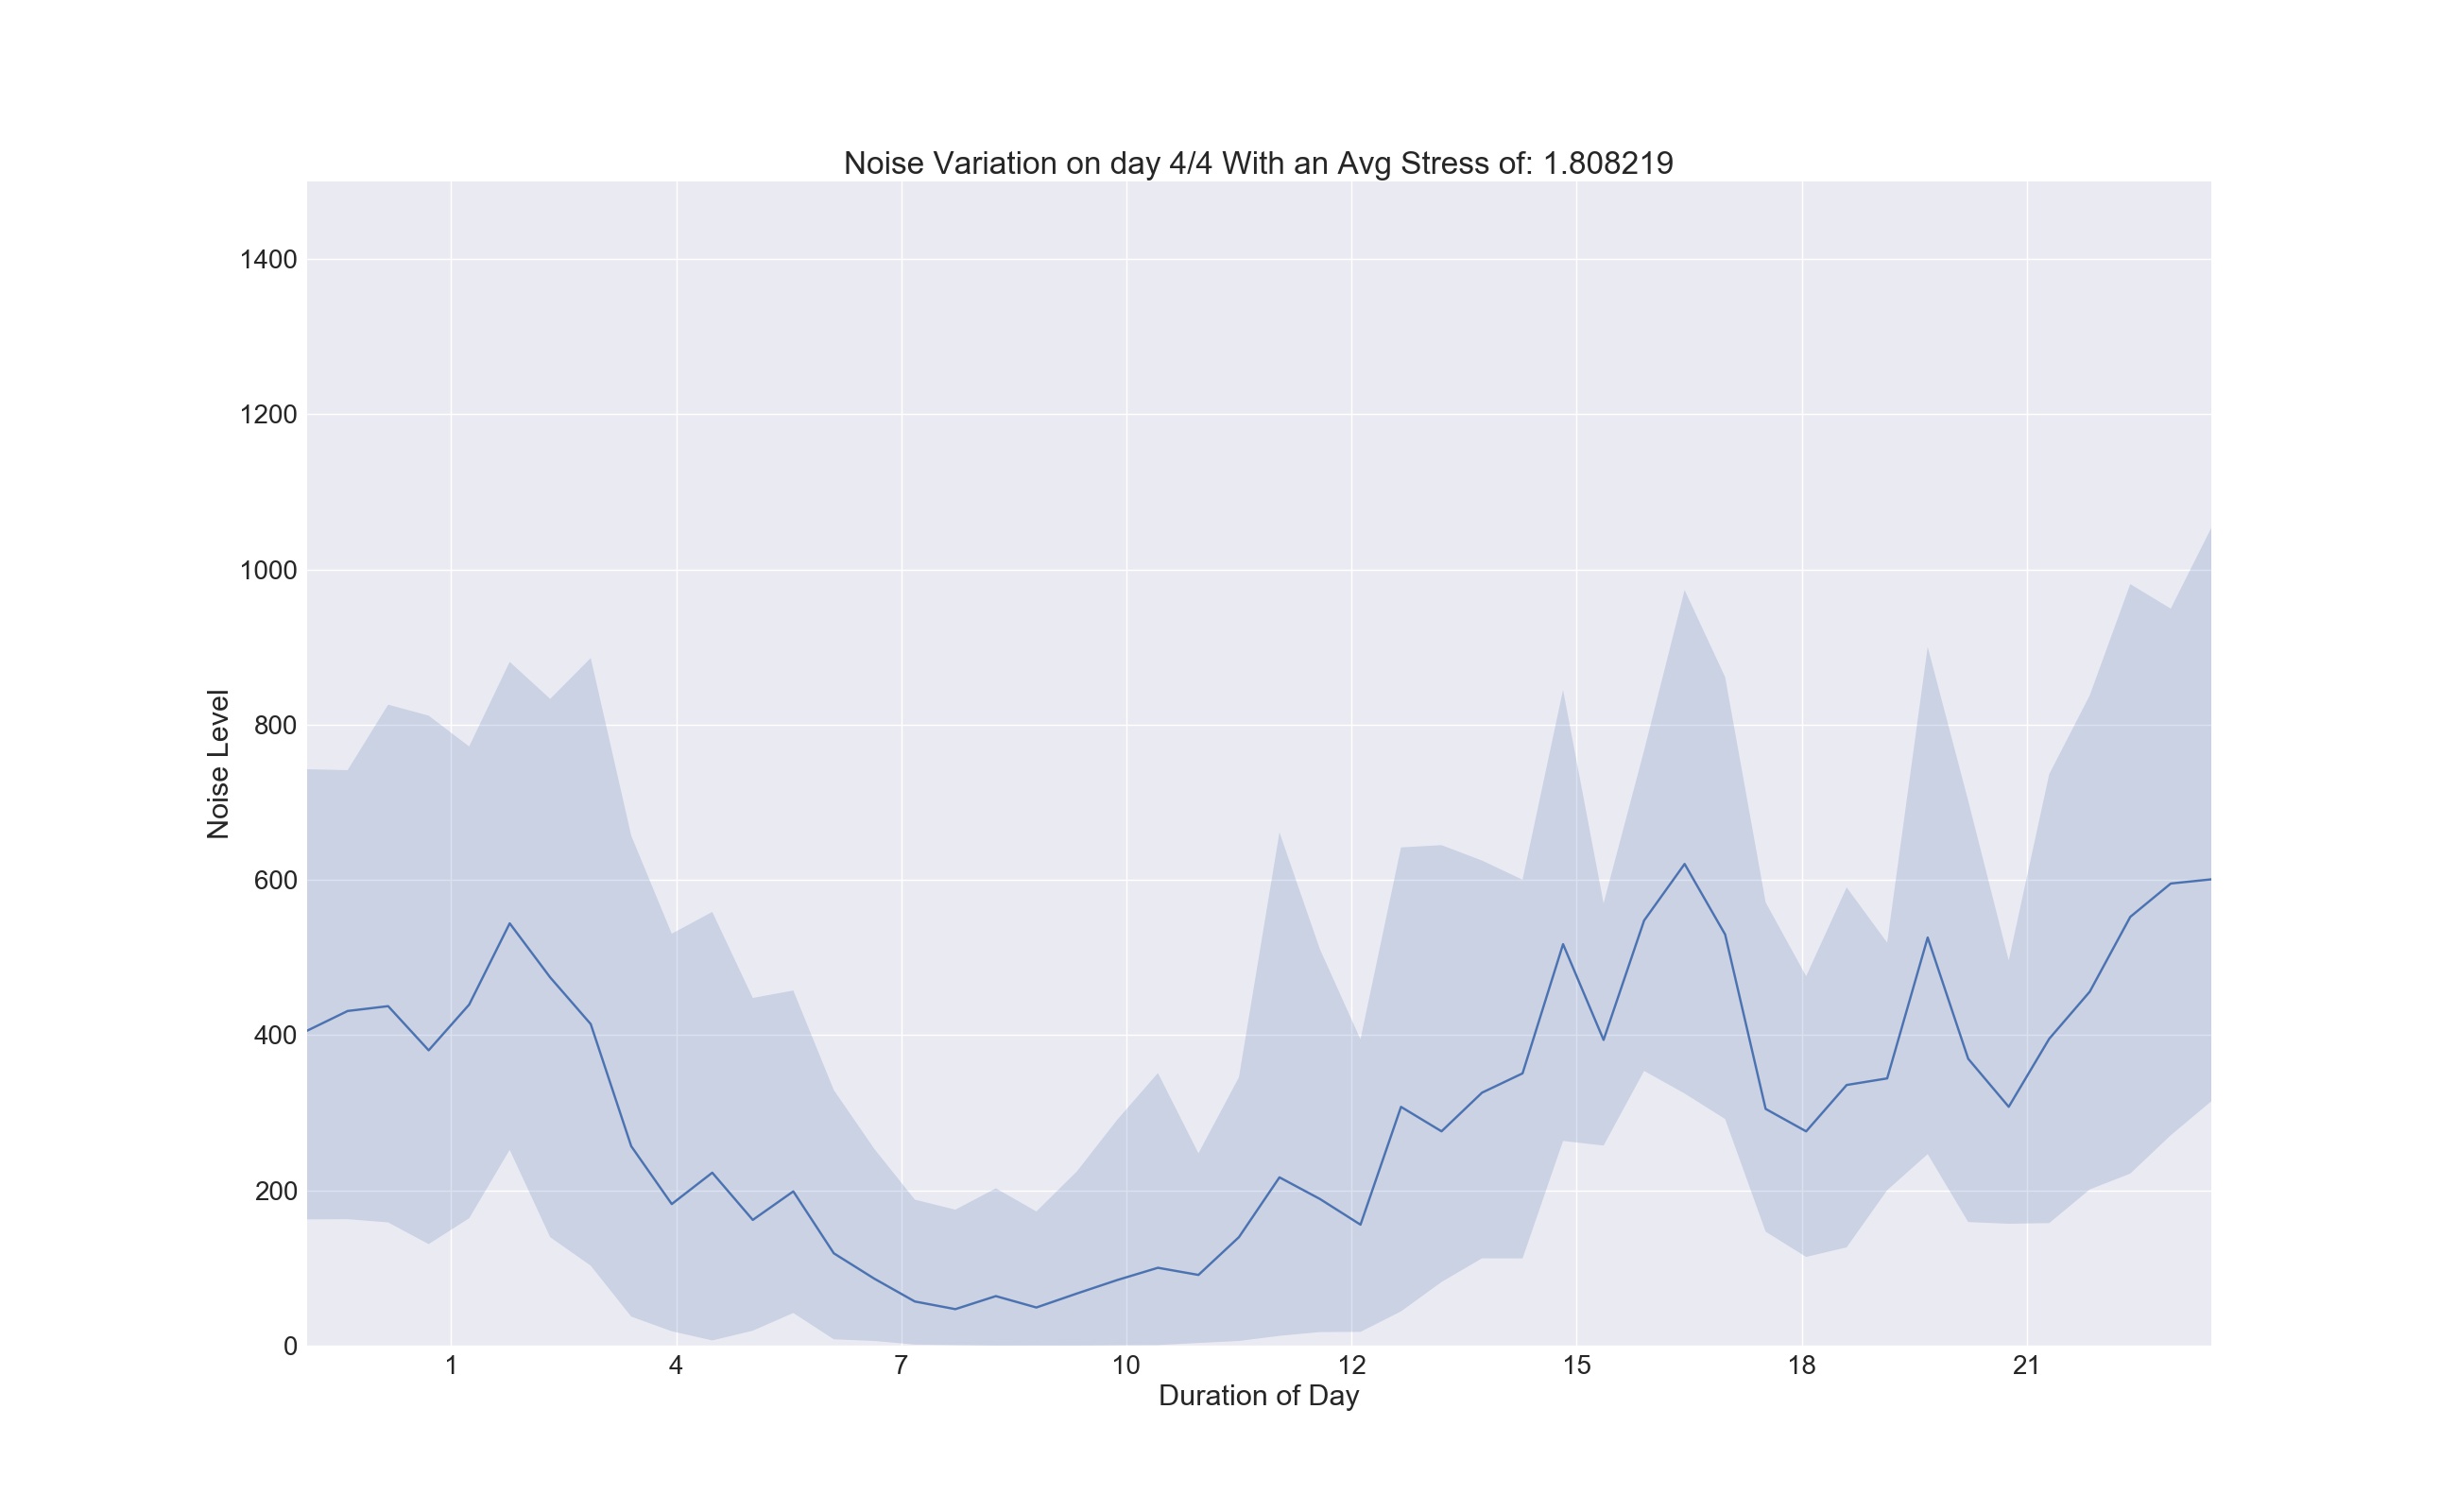 Noise Variation on day 4/4 With an Avg Stress of: 1.808219
1400
1200
1000
800
600
400
200
0
Noise Level
1 4 7 10 12 15 18 21
Duration of Day